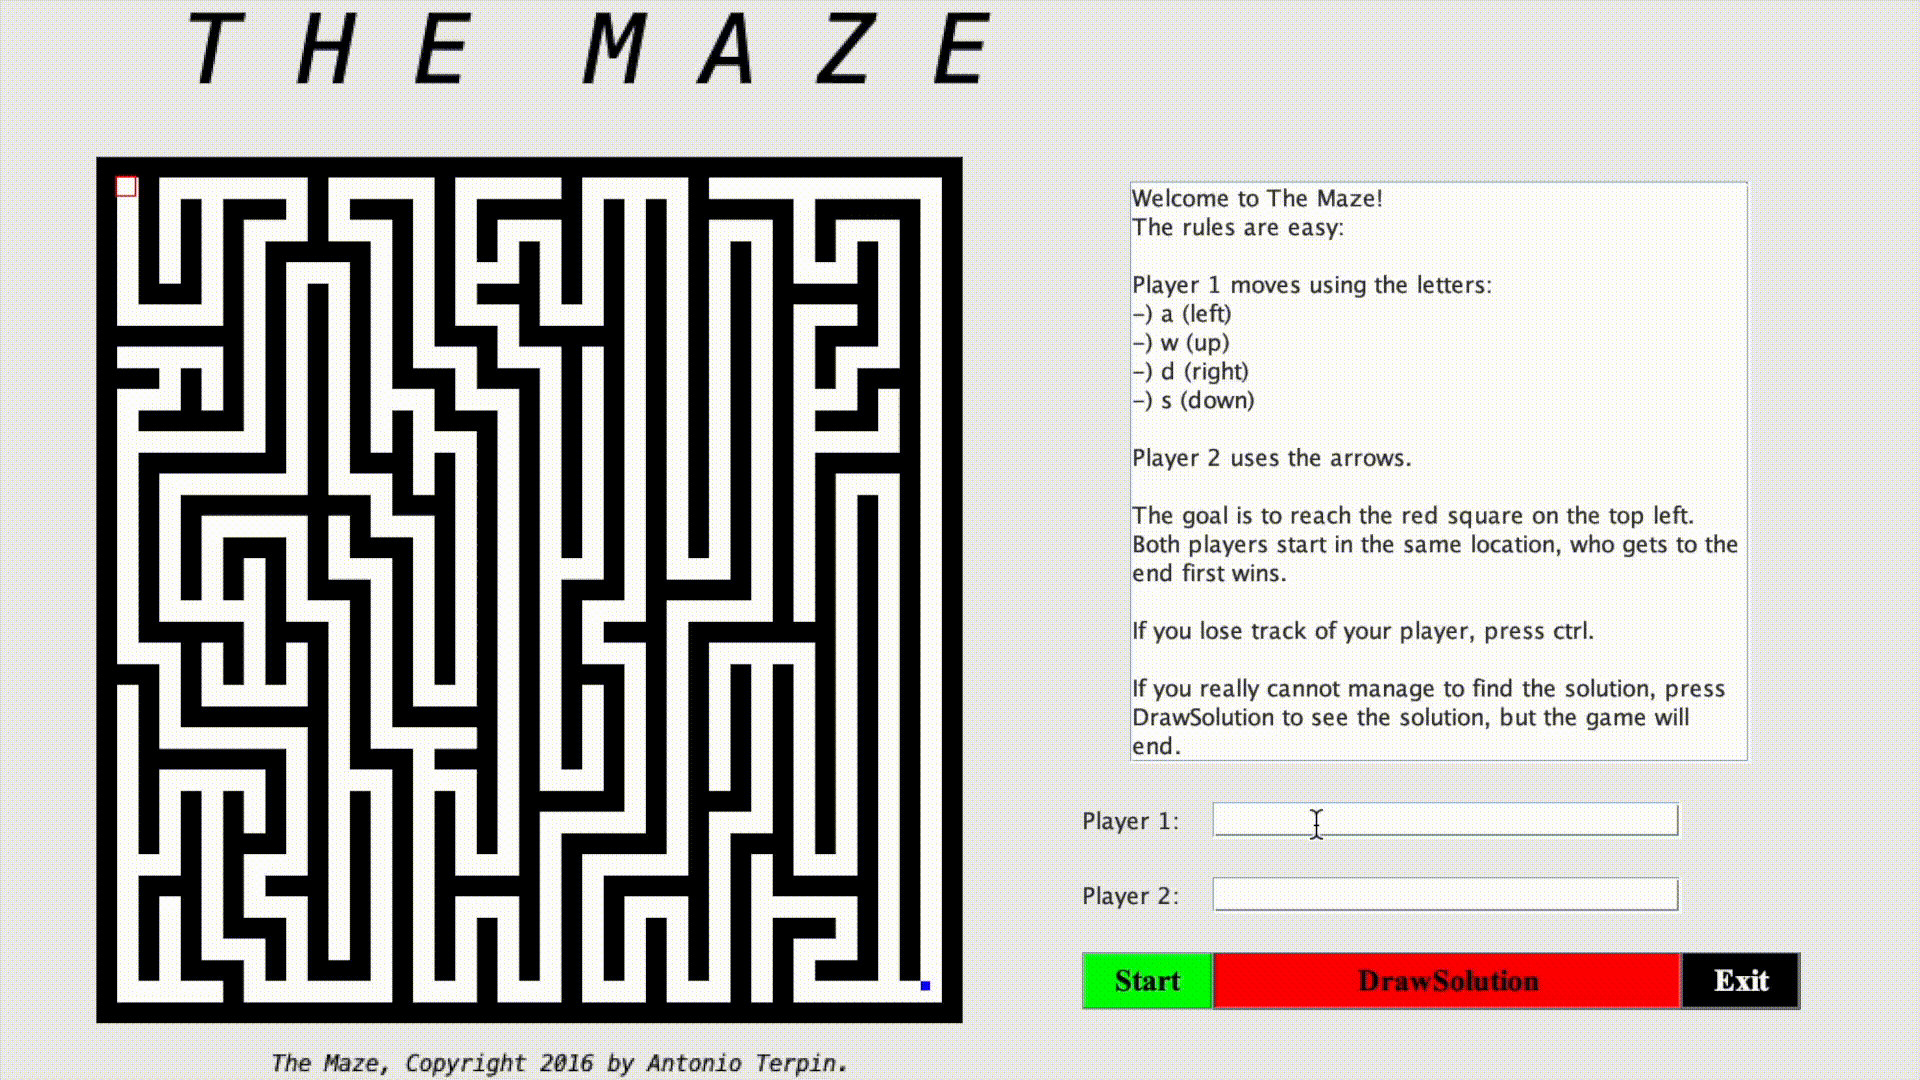 T H E M A Z E
Welcome to The Maze!
The rules are easy:
Player 1 moves using the letters:
-) a (left)
-) w (up)
-) d (right)
-) s (down)
Player 2 uses the arrows.
The goal is to reach the red square on the top left.
Both players start in the same location, who gets to the
end first wins.
If you lose track of your player, press ctrl.
If you really cannot manage to find the solution, press
DrawSolution to see the solution, but the game will
end.
Player 1:
Player 2:
Start DrawSolution Exit
The Maze, Copyright 2016 by Antonio Terpin.